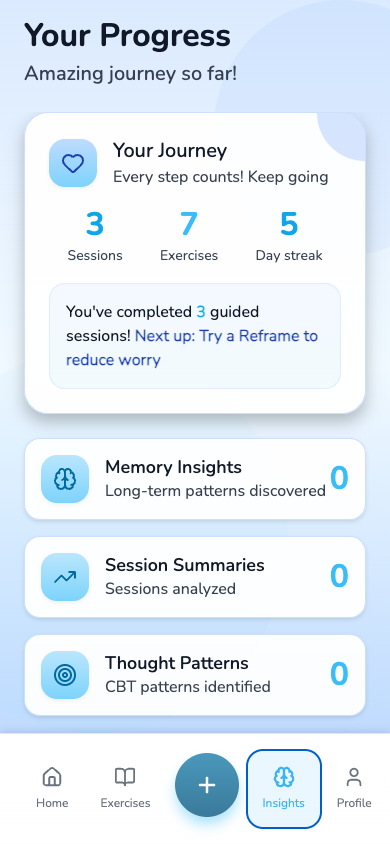 Your Progress
Amazing journey so far!
Your Journey
Every step counts! Keep going
3
7
5
Sessions
Exercises
Day streak
You've completed 3 guided
sessions! Next up: Try a Reframe to
reduce worry
Memory Insights
Long-term patterns discovered
0
Session Summaries
Sessions analyzed
0
Thought Patterns
CBT patterns identified
0
Home
Exercises
Insights
Profile